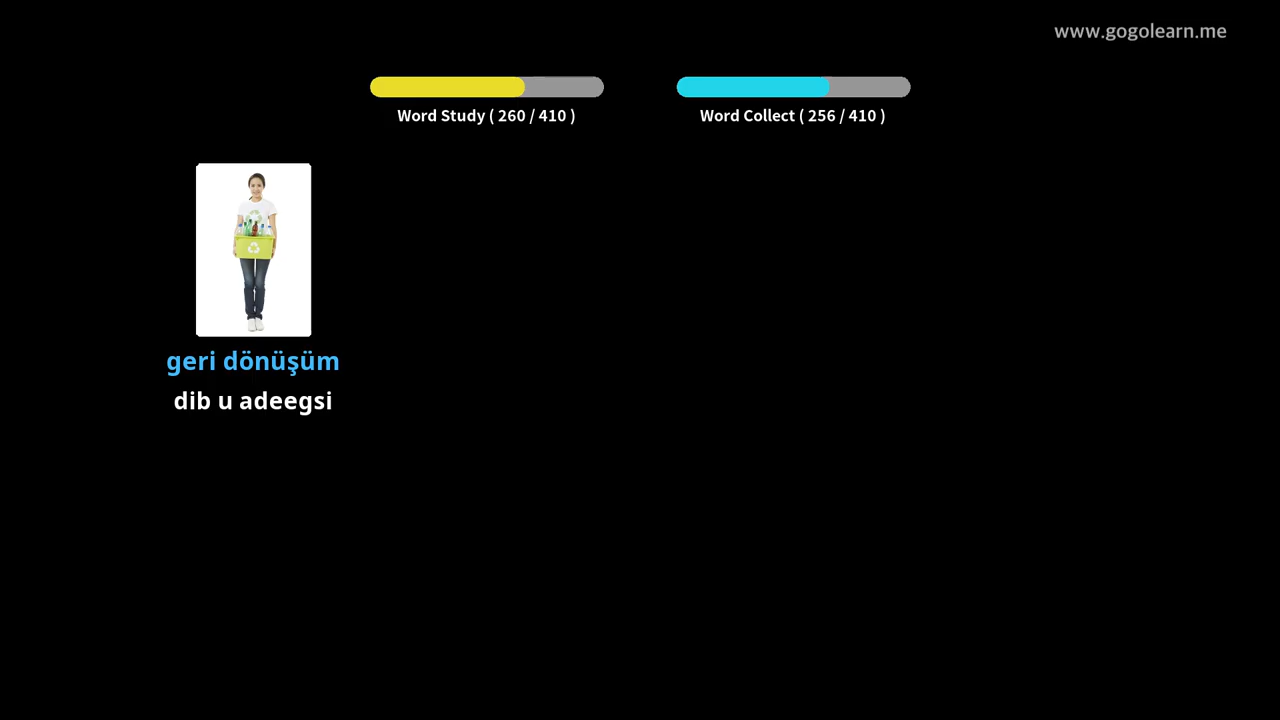 www.gogolearn.me
Word Study ( 260 / 410 )
Word Collect ( 256 / 410 )
geri dönüşüm
dib u adeegsi